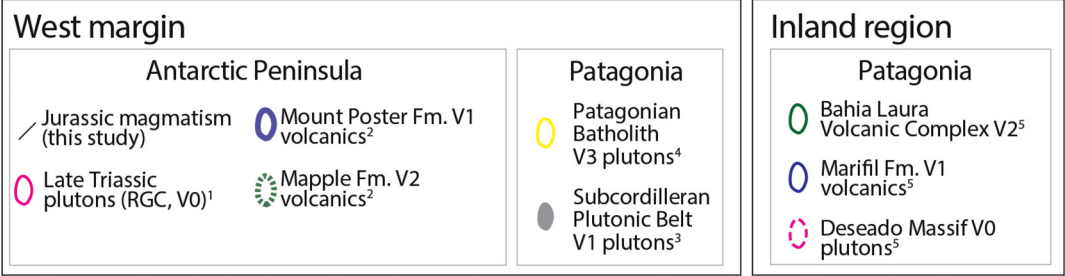 West margin
Antarctic Peninsula
Jurassic magmatism
(this study)
Late Triassic
plutons (RGC, V0)¹
Mount Poster Fm. V1
volcanics²
Mapple Fm. V2
volcanics²
Patagonia
Patagonian
Batholith
V3 plutons⁴
Subcordilleran
Plutonic Belt
V1 plutons³
Inland region
Patagonia
Bahia Laura
Volcanic Complex V2⁵
Marifil Fm. V1
volcanics⁵
Deseado Massif V0
plutons⁵